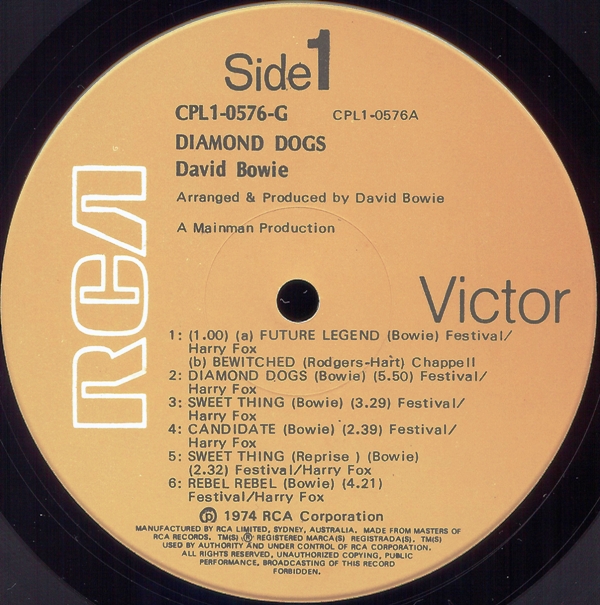 Side 1
CPL1-0576-G CPL1-0576A
DIAMOND DOGS
David Bowie
Arranged & Produced by David Bowie
A Mainman Production
RCA
Victor
1: (1.00) (a) FUTURE LEGEND (Bowie) Festival/
Harry Fox
(b) BEWITCHED (Rodgers-Hart) Chappell
2: DIAMOND DOGS (Bowie) (5.50) Festival/
Harry Fox
3: SWEET THING (Bowie) (3.29) Festival/
Harry Fox
4: CANDIDATE (Bowie) (2.39) Festival/
Harry Fox
5: SWEET THING (Reprise ) (Bowie)
(2.32) Festival/Harry Fox
6: REBEL REBEL (Bowie) (4.21)
Festival/Harry Fox
℗ 1974 RCA Corporation
MANUFACTURED BY RCA LIMITED, SYDNEY, AUSTRALIA. MADE FROM MASTERS OF
RCA RECORDS. TM(S) ® REGISTERED MARCA(S) REGISTRADA(S). TM(S)
USED BY AUTHORITY AND UNDER CONTROL OF RCA CORPORATION.
ALL RIGHTS RESERVED, UNAUTHORIZED COPYING, PUBLIC
PERFORMANCE, BROADCASTING OF THIS RECORD
FORBIDDEN.